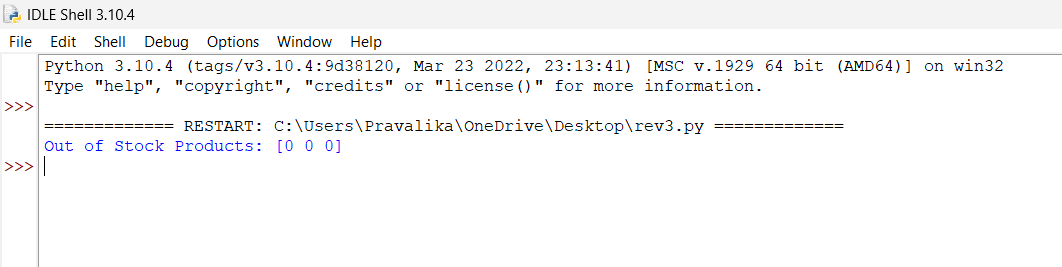 IDLE Shell 3.10.4
File Edit Shell Debug Options Window Help
Python 3.10.4 (tags/v3.10.4:9d38120, Mar 23 2022, 23:13:41) [MSC v.1929 64 bit (AMD64)] on win32
Type "help", "copyright", "credits" or "license()" for more information.
>>>
============= RESTART: C:\Users\Pravalika\OneDrive\Desktop\rev3.py =============
Out of Stock Products: [0 0 0]
>>>